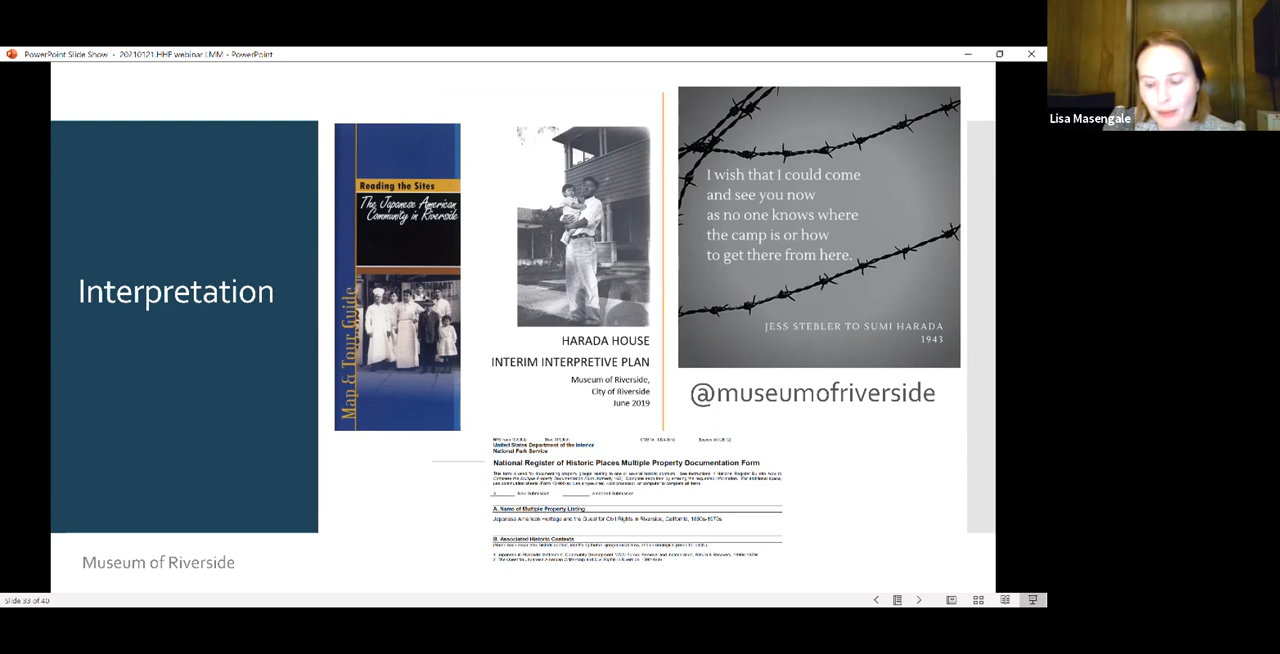 PowerPoint Slide Show - 20210121.HHF webinar LMM - PowerPoint
Lisa Masengale
Interpretation
Museum of Riverside
Reading the Sites
The Japanese American
Community in Riverside
Map & Tour Guide
HARADA HOUSE
INTERIM INTERPRETIVE PLAN
Museum of Riverside,
City of Riverside
June 2019
I wish that I could come
and see you now
as no one knows where
the camp is or how
to get there from here.
JESS STEBLER TO SUMI HARADA
1943
@museumofriverside
United States Department of the Interior
National Park Service
National Register of Historic Places Multiple Property Documentation Form
New Submission Amended Submission
A. Name of Multiple Property Listing
Japanese American Heritage and the Quest for Civil Rights in Riverside, California, 1890s-1970s
B. Associated Historic Contexts
Slide 33 of 40